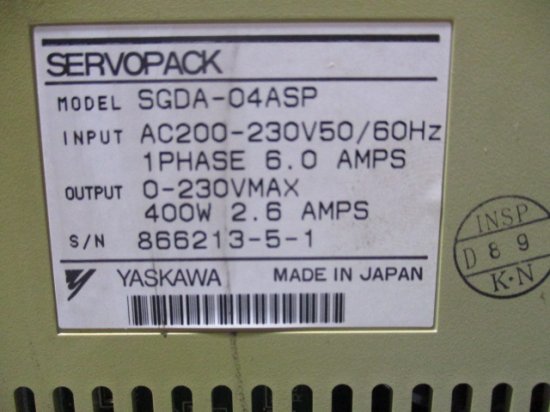 SERVOPACK
MODEL SGDA-04ASP
INPUT AC200-230V50/60Hz
1PHASE 6.0 AMPS
OUTPUT 0-230VMAX
400W 2.6 AMPS
S/N 866213-5-1
YASKAWA MADE IN JAPAN
INSP
D 8 9
K·N